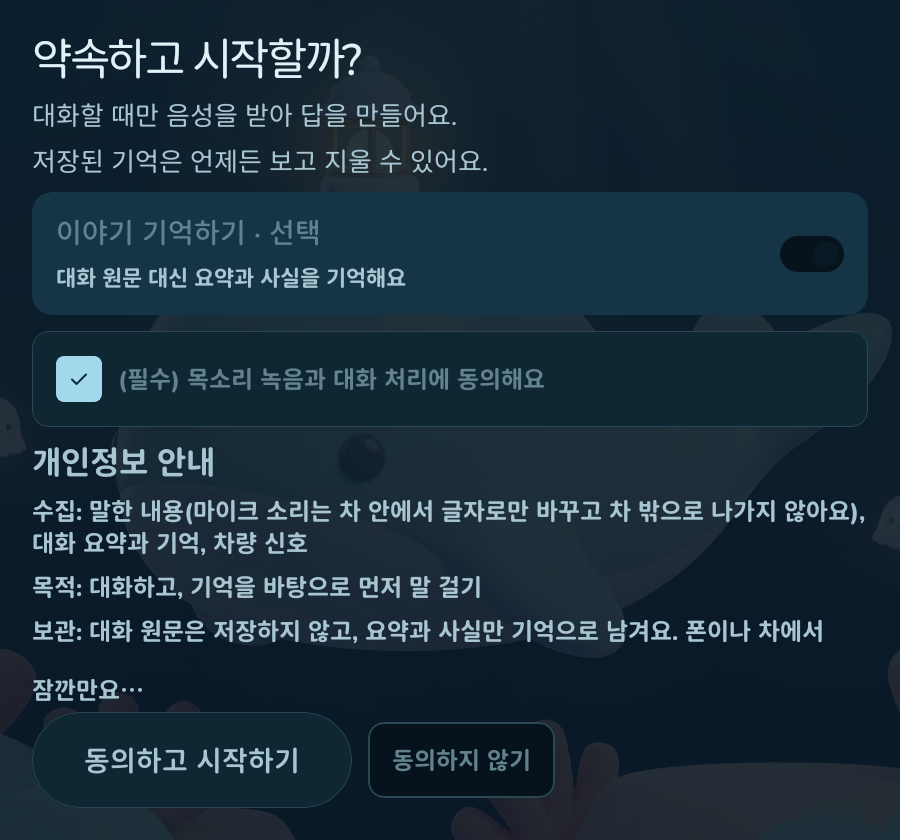 약속하고 시작할까?
대화할 때만 음성을 받아 답을 만들어요.
저장된 기억은 언제든 보고 지울 수 있어요.
이야기 기억하기 · 선택
대화 원문 대신 요약과 사실을 기억해요
(필수) 목소리 녹음과 대화 처리에 동의해요
개인정보 안내
수집: 말한 내용(마이크 소리는 차 안에서 글자로만 바꾸고 차 밖으로 나가지 않아요),
대화 요약과 기억, 차량 신호
목적: 대화하고, 기억을 바탕으로 먼저 말 걸기
보관: 대화 원문은 저장하지 않고, 요약과 사실만 기억으로 남겨요. 폰이나 차에서
잠깐만요…
동의하고 시작하기
동의하지 않기